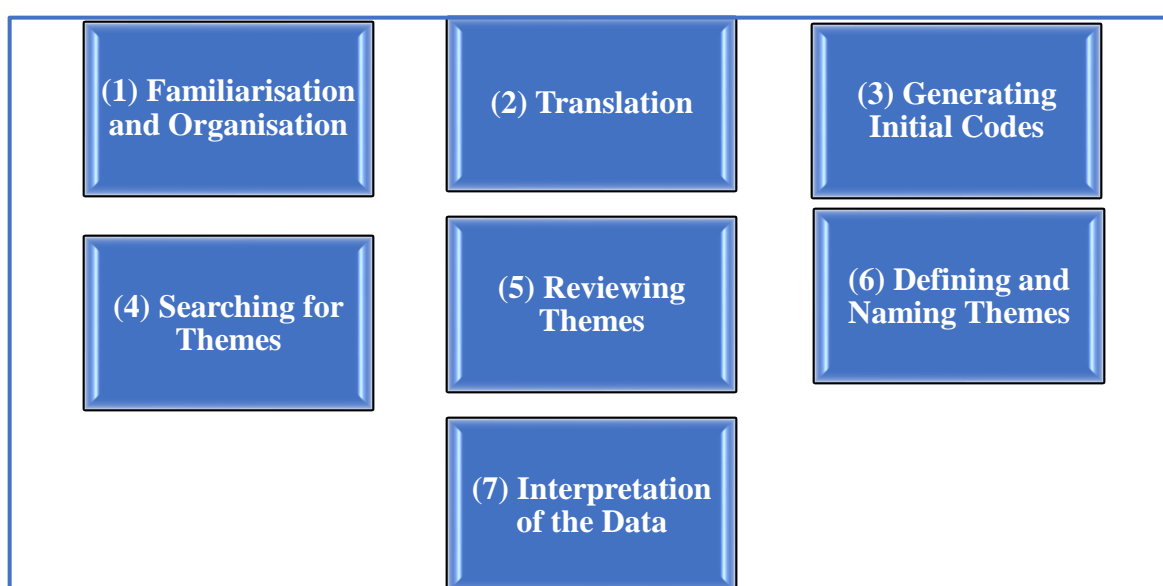 (1) Familiarisation
and Organisation
(2) Translation
(3) Generating
Initial Codes
(4) Searching for
Themes
(5) Reviewing
Themes
(6) Defining and
Naming Themes
(7) Interpretation
of the Data